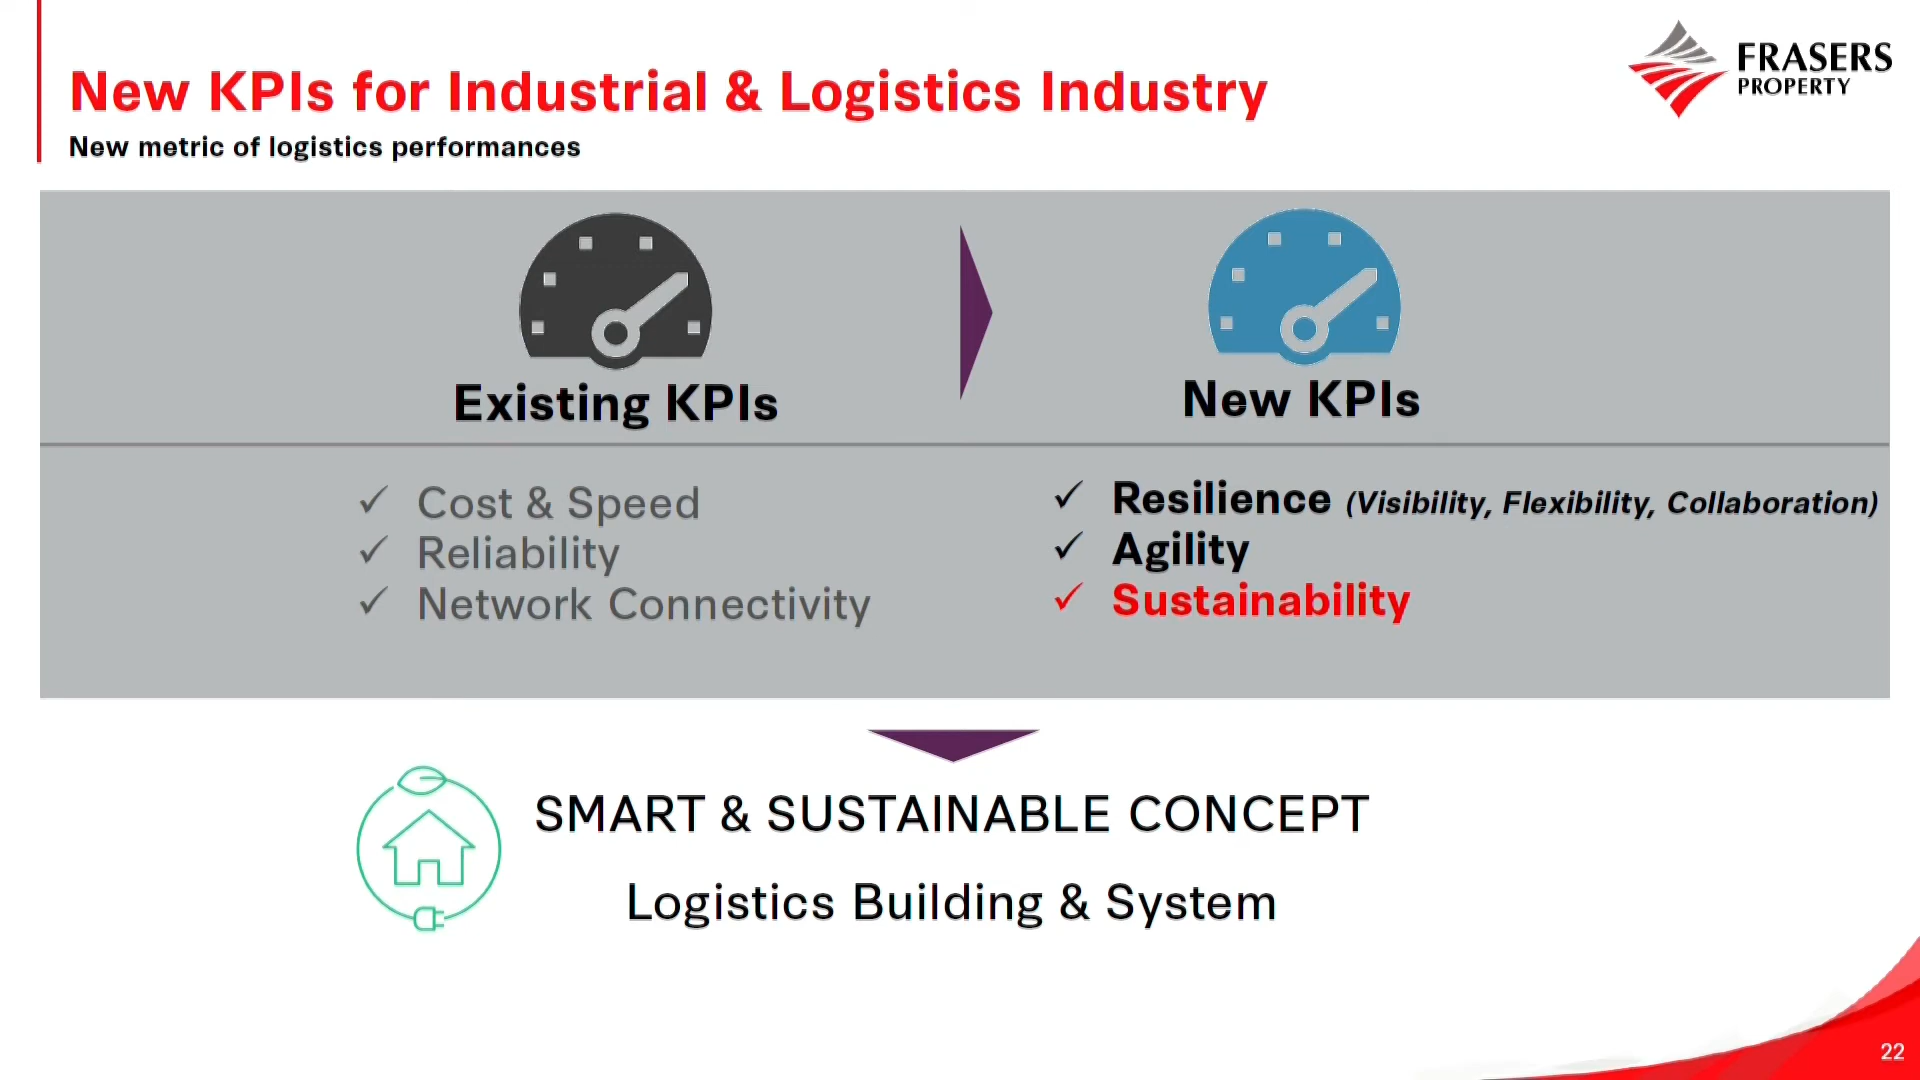 New KPIs for Industrial & Logistics Industry
New metric of logistics performances
FRASERS
PROPERTY
Existing KPIs
New KPIs
✓ Cost & Speed
✓ Reliability
✓ Network Connectivity
✓ Resilience (Visibility, Flexibility, Collaboration)
✓ Agility
✓ Sustainability
SMART & SUSTAINABLE CONCEPT
Logistics Building & System
22